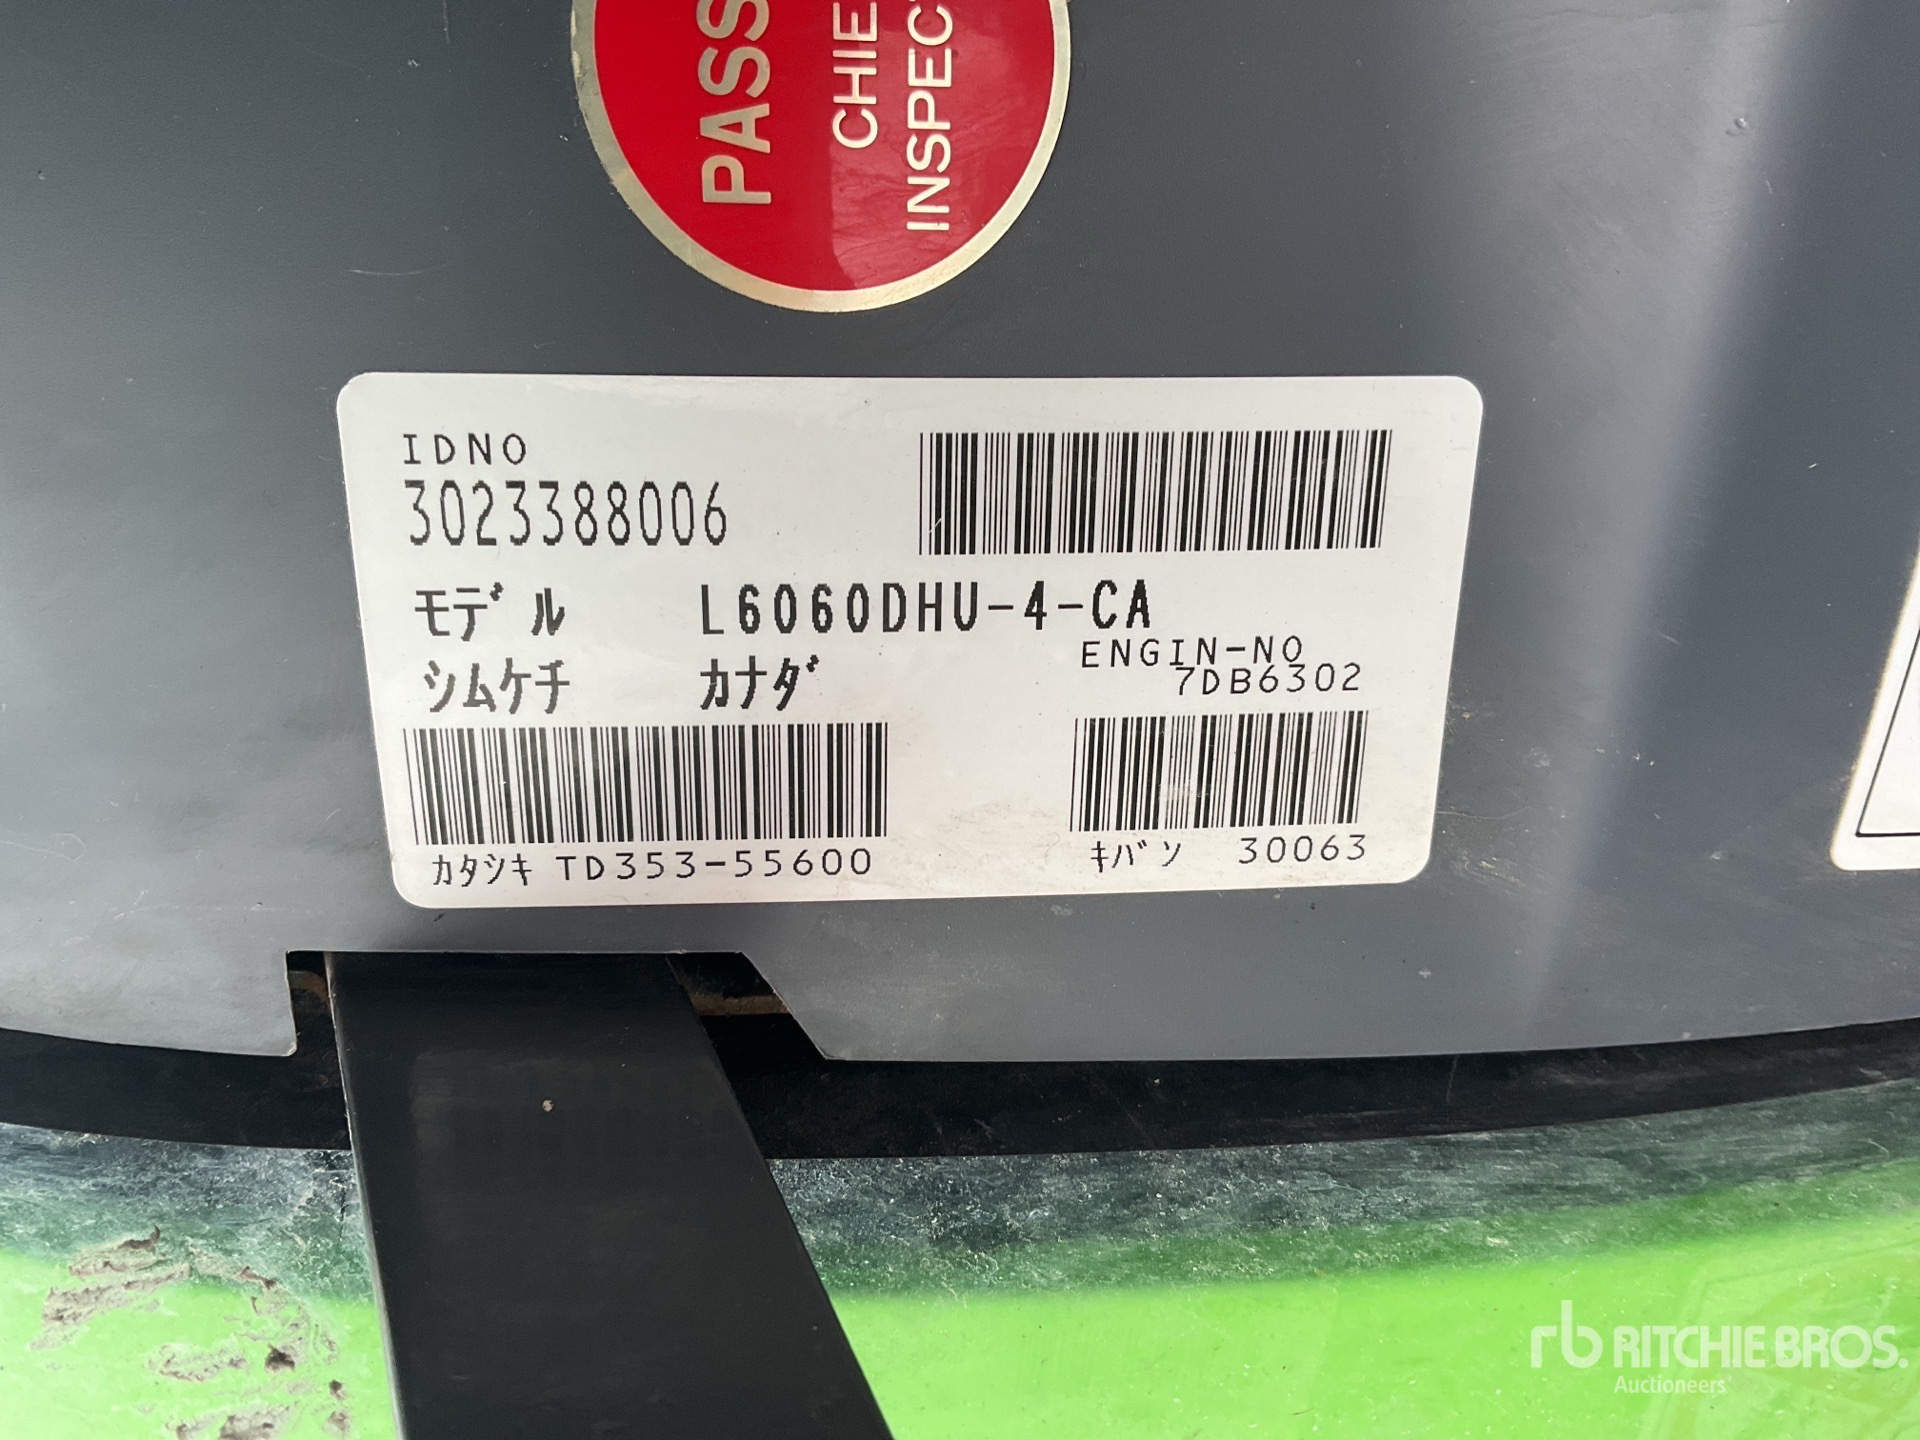 PASS
CHIE
INSPEC
IDNO
3023388006
モデル L6060DHU-4-CA
シムケチ カナダ
ENGIN-NO
7DB6302
カタシキ TD353-55600
キバン 30063
rb RITCHIE BROS.
Auctioneers